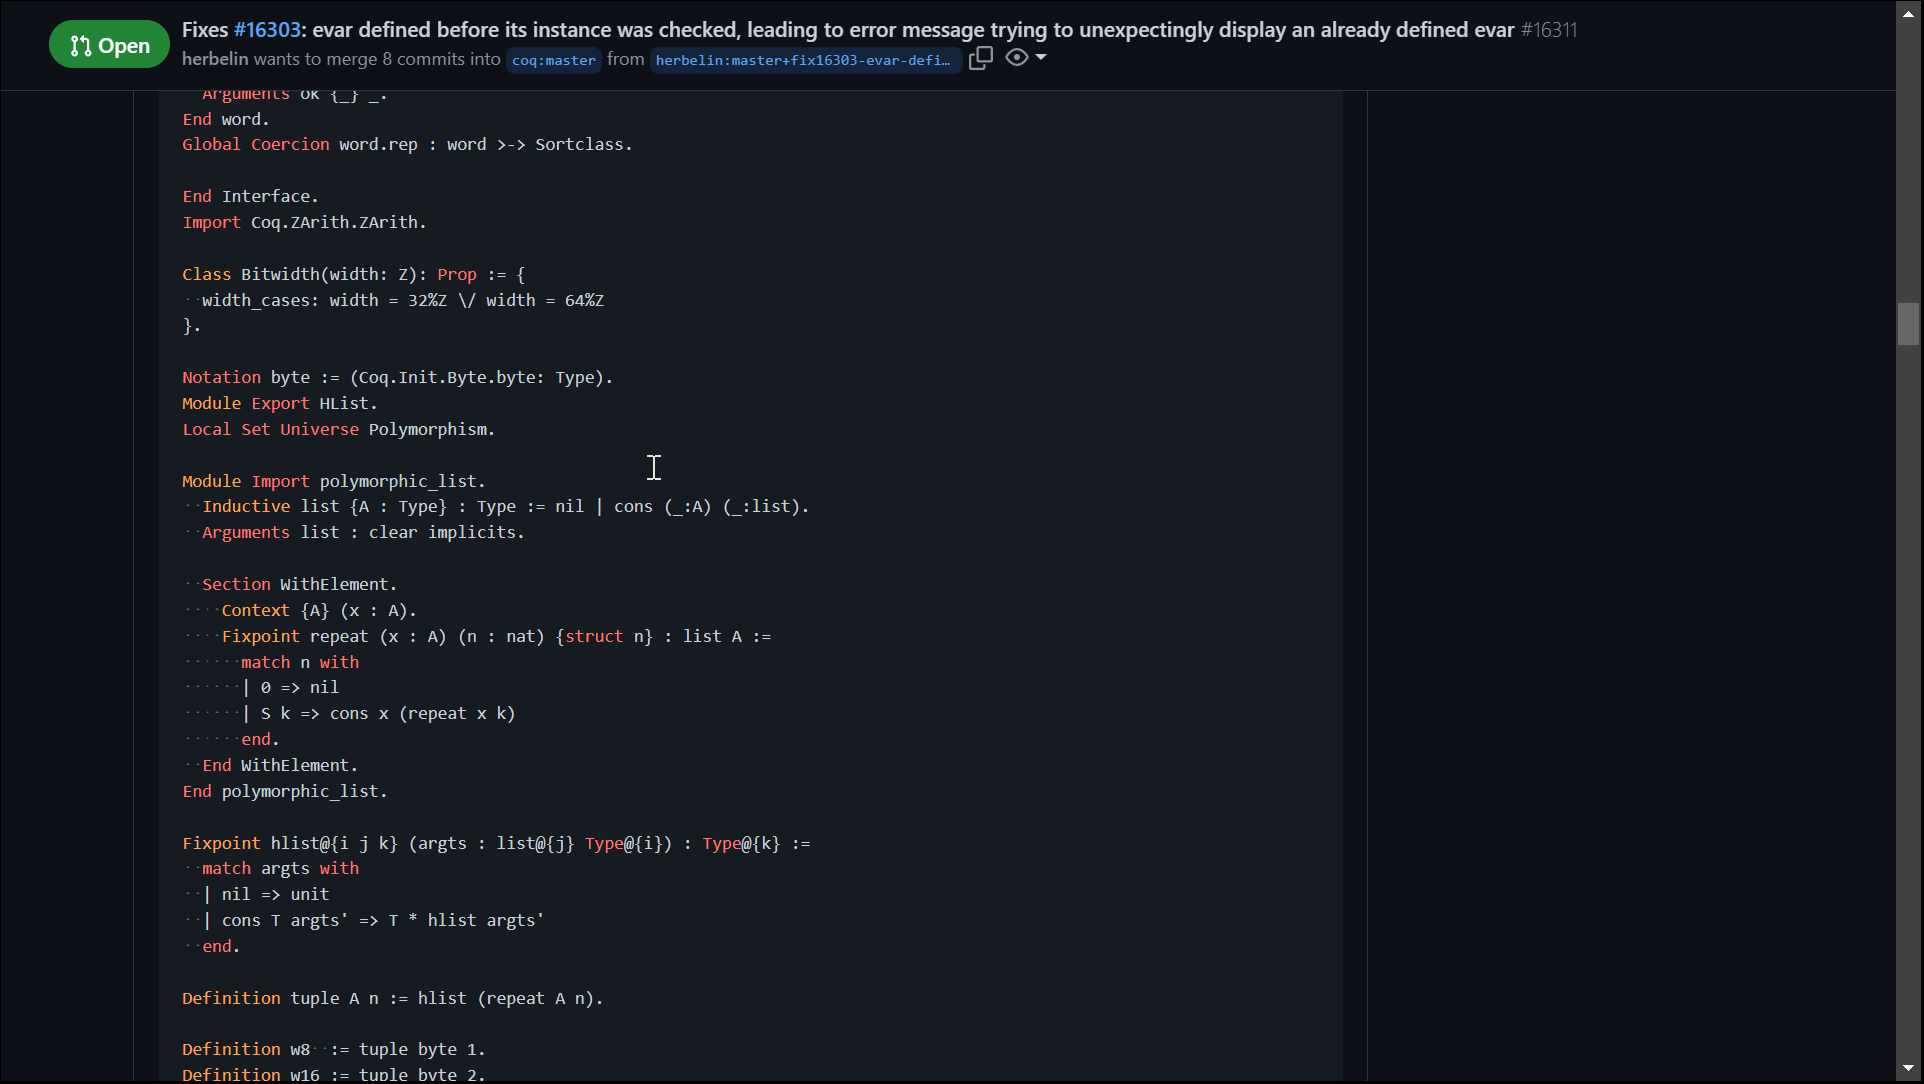 Open
Fixes #16303: evar defined before its instance was checked, leading to error message trying to unexpectingly display an already defined evar #16311
herbelin wants to merge 8 commits into coq:master from herbelin:master+fix16303-evar-defi…
Arguments ok {_} _.
End word.
Global Coercion word.rep : word >-> Sortclass.
End Interface.
Import Coq.ZArith.ZArith.
Class Bitwidth(width: Z): Prop := {
width_cases: width = 32%Z \/ width = 64%Z
}.
Notation byte := (Coq.Init.Byte.byte: Type).
Module Export HList.
Local Set Universe Polymorphism.
Module Import polymorphic_list.
Inductive list {A : Type} : Type := nil | cons (_:A) (_:list).
Arguments list : clear implicits.
Section WithElement.
Context {A} (x : A).
Fixpoint repeat (x : A) (n : nat) {struct n} : list A :=
match n with
| 0 => nil
| S k => cons x (repeat x k)
end.
End WithElement.
End polymorphic_list.
Fixpoint hlist@{i j k} (argts : list@{j} Type@{i}) : Type@{k} :=
match argts with
| nil => unit
| cons T argts' => T * hlist argts'
end.
Definition tuple A n := hlist (repeat A n).
Definition w8 := tuple byte 1.
Definition w16 := tuple byte 2.